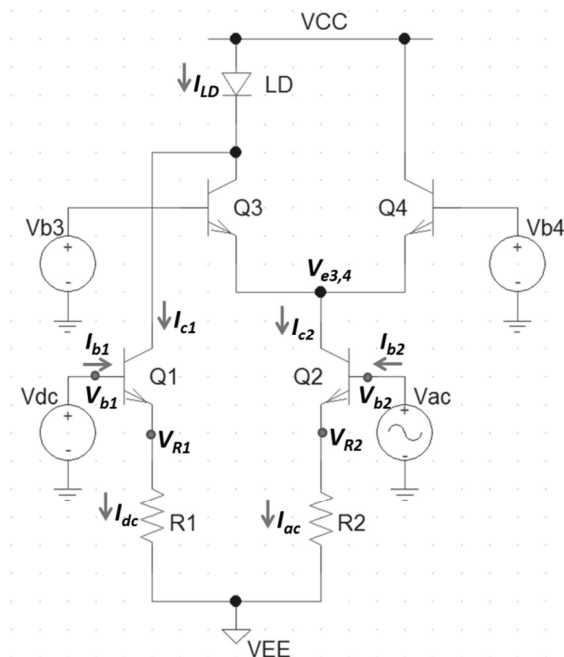 VCC
I_LD
LD
Q3
Q4
Vb3
Vb4
V_e3,4
I_c1
I_c2
I_b1
I_b2
Q1
Q2
Vdc
V_b1
V_b2
Vac
V_R1
V_R2
I_dc
R1
I_ac
R2
VEE